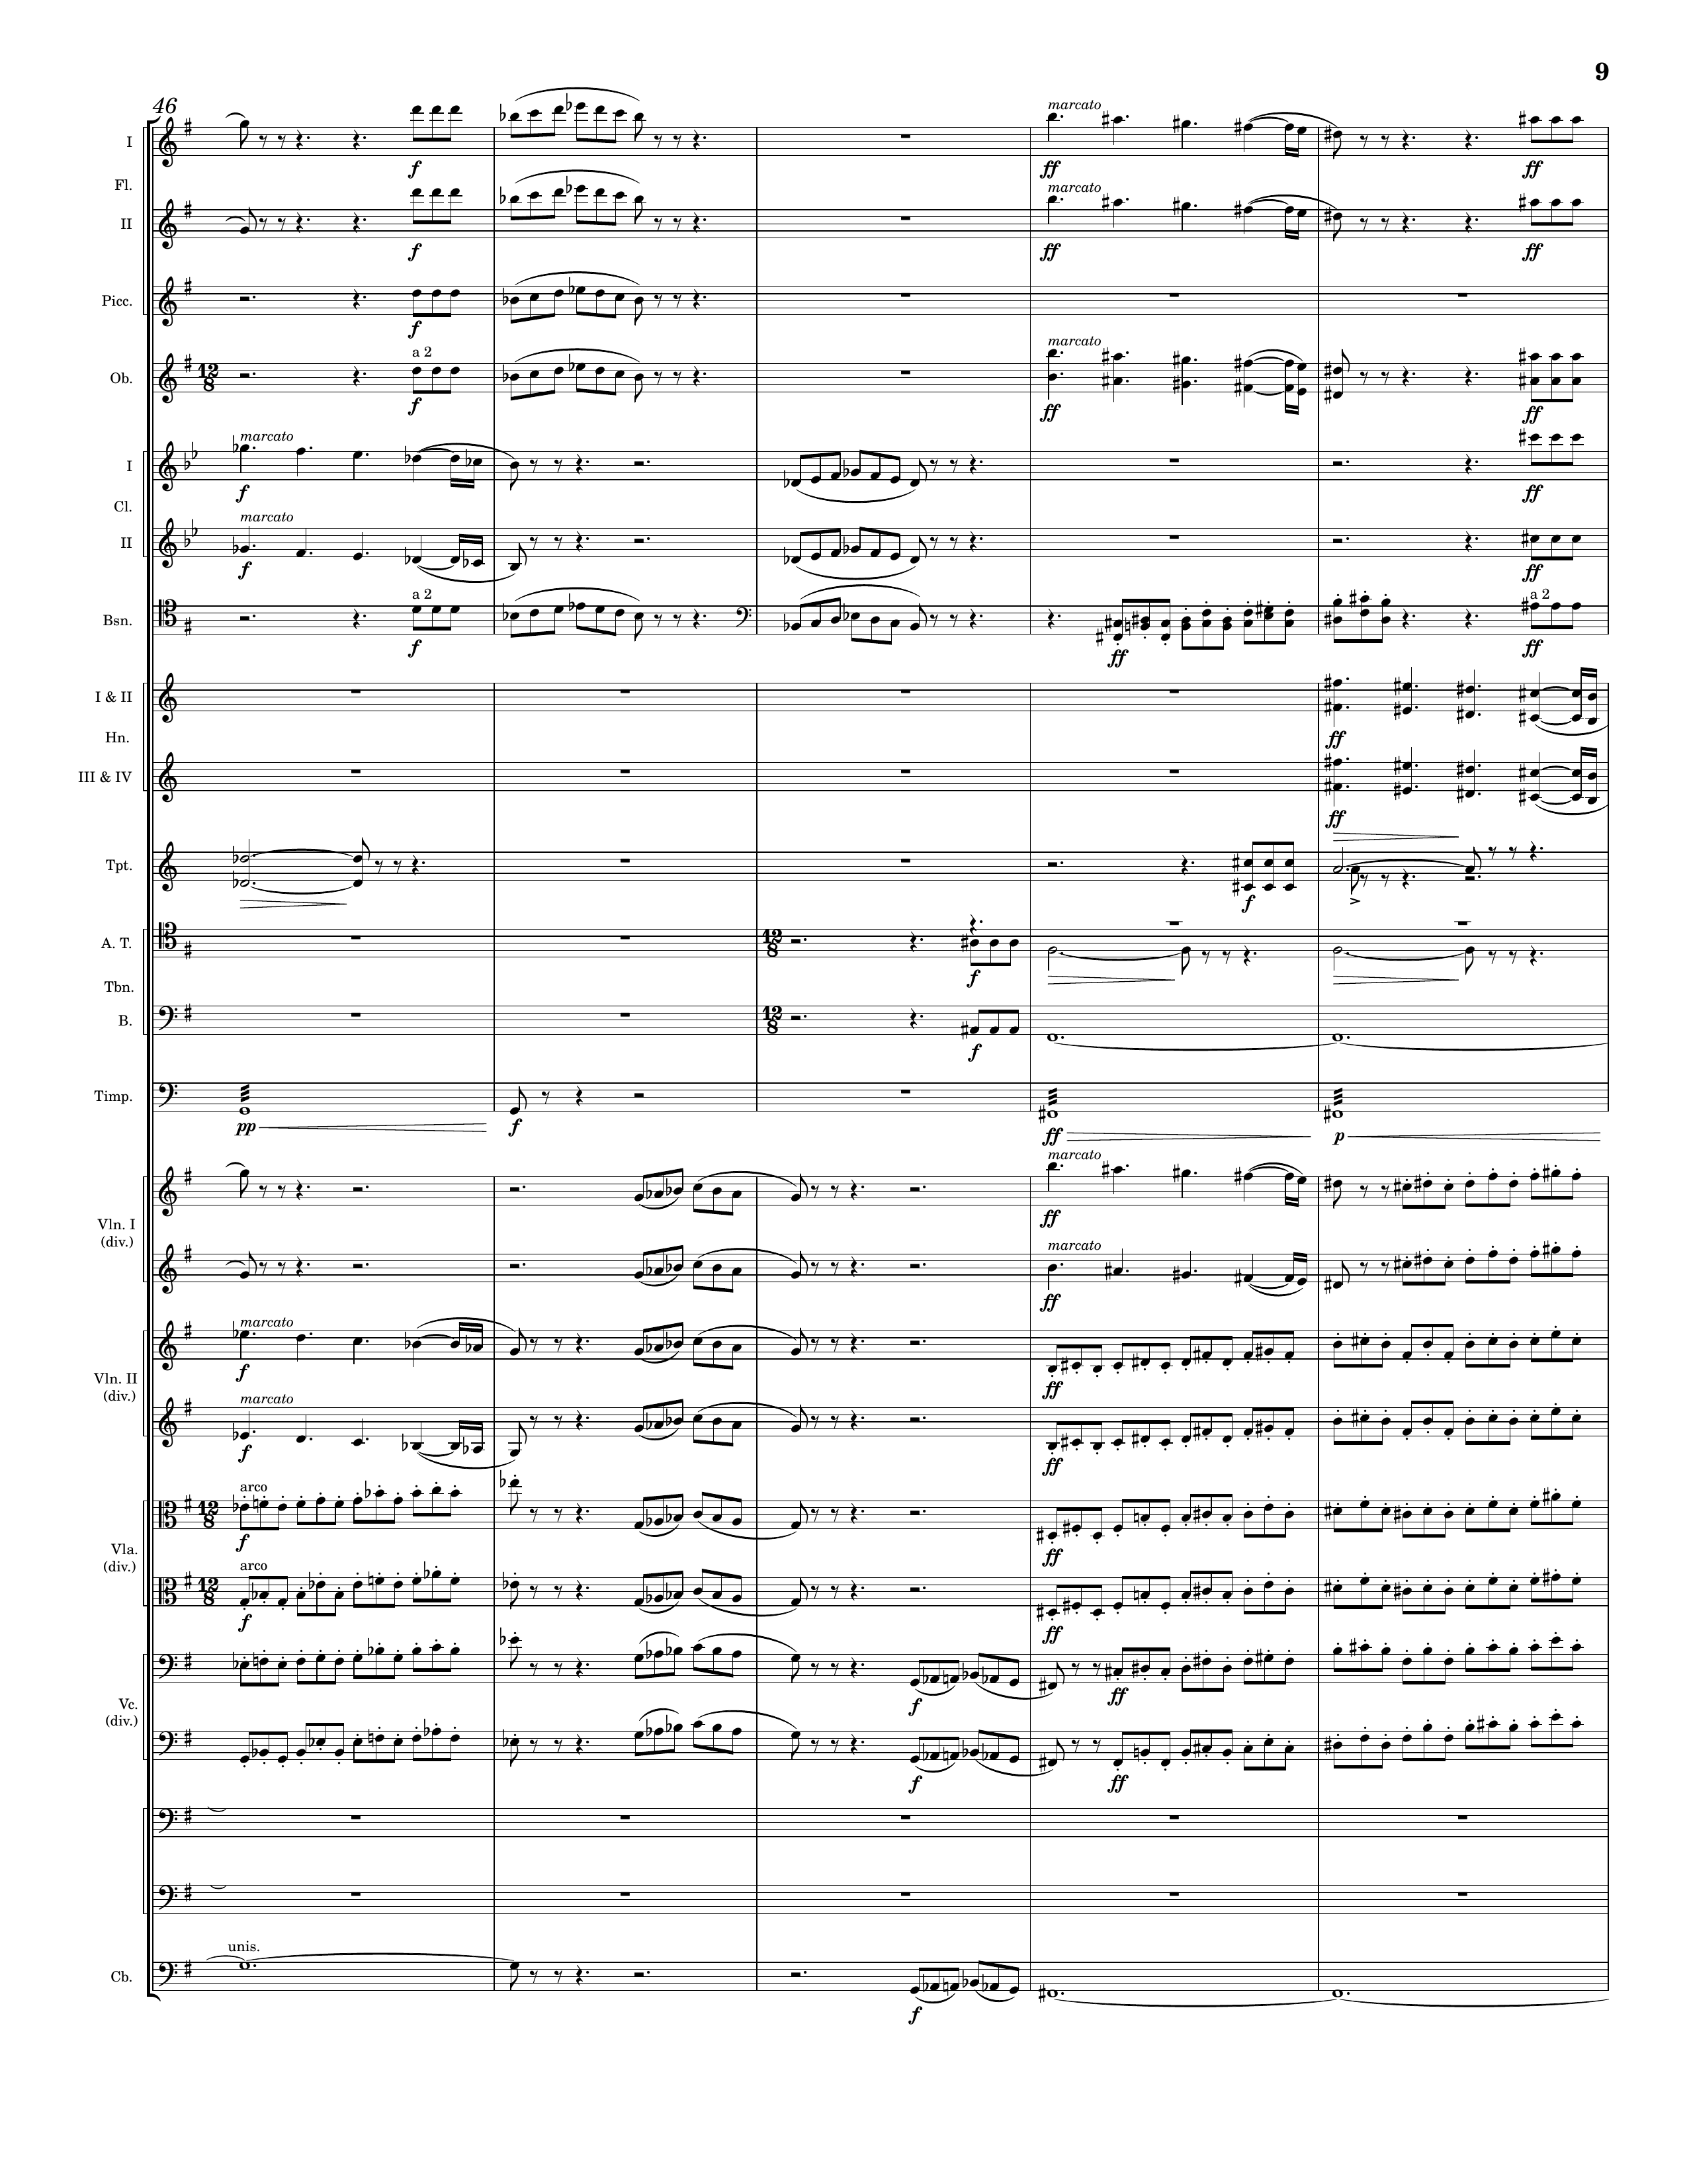 9
46
marcato
marcato
I
f
ff
ff
Fl.
marcato
II
f
ff
ff
Picc.
f
a 2
marcato
Ob.
12
8
f
ff
ff
marcato
I
f
ff
Cl.
marcato
II
f
ff
a 2
a 2
Bsn.
f
ff
ff
I & II
ff
Hn.
III & IV
ff
Tpt.
f
A. T.
12
8
f
Tbn.
B.
12
8
f
Timp.
pp
f
ff
p
marcato
ff
Vln. I
(div.)
marcato
ff
marcato
f
ff
Vln. II
(div.)
marcato
f
ff
arco
12
8
f
ff
Vla.
(div.)
arco
12
8
f
ff
f
ff
Vc.
(div.)
f
ff
unis.
Cb.
f